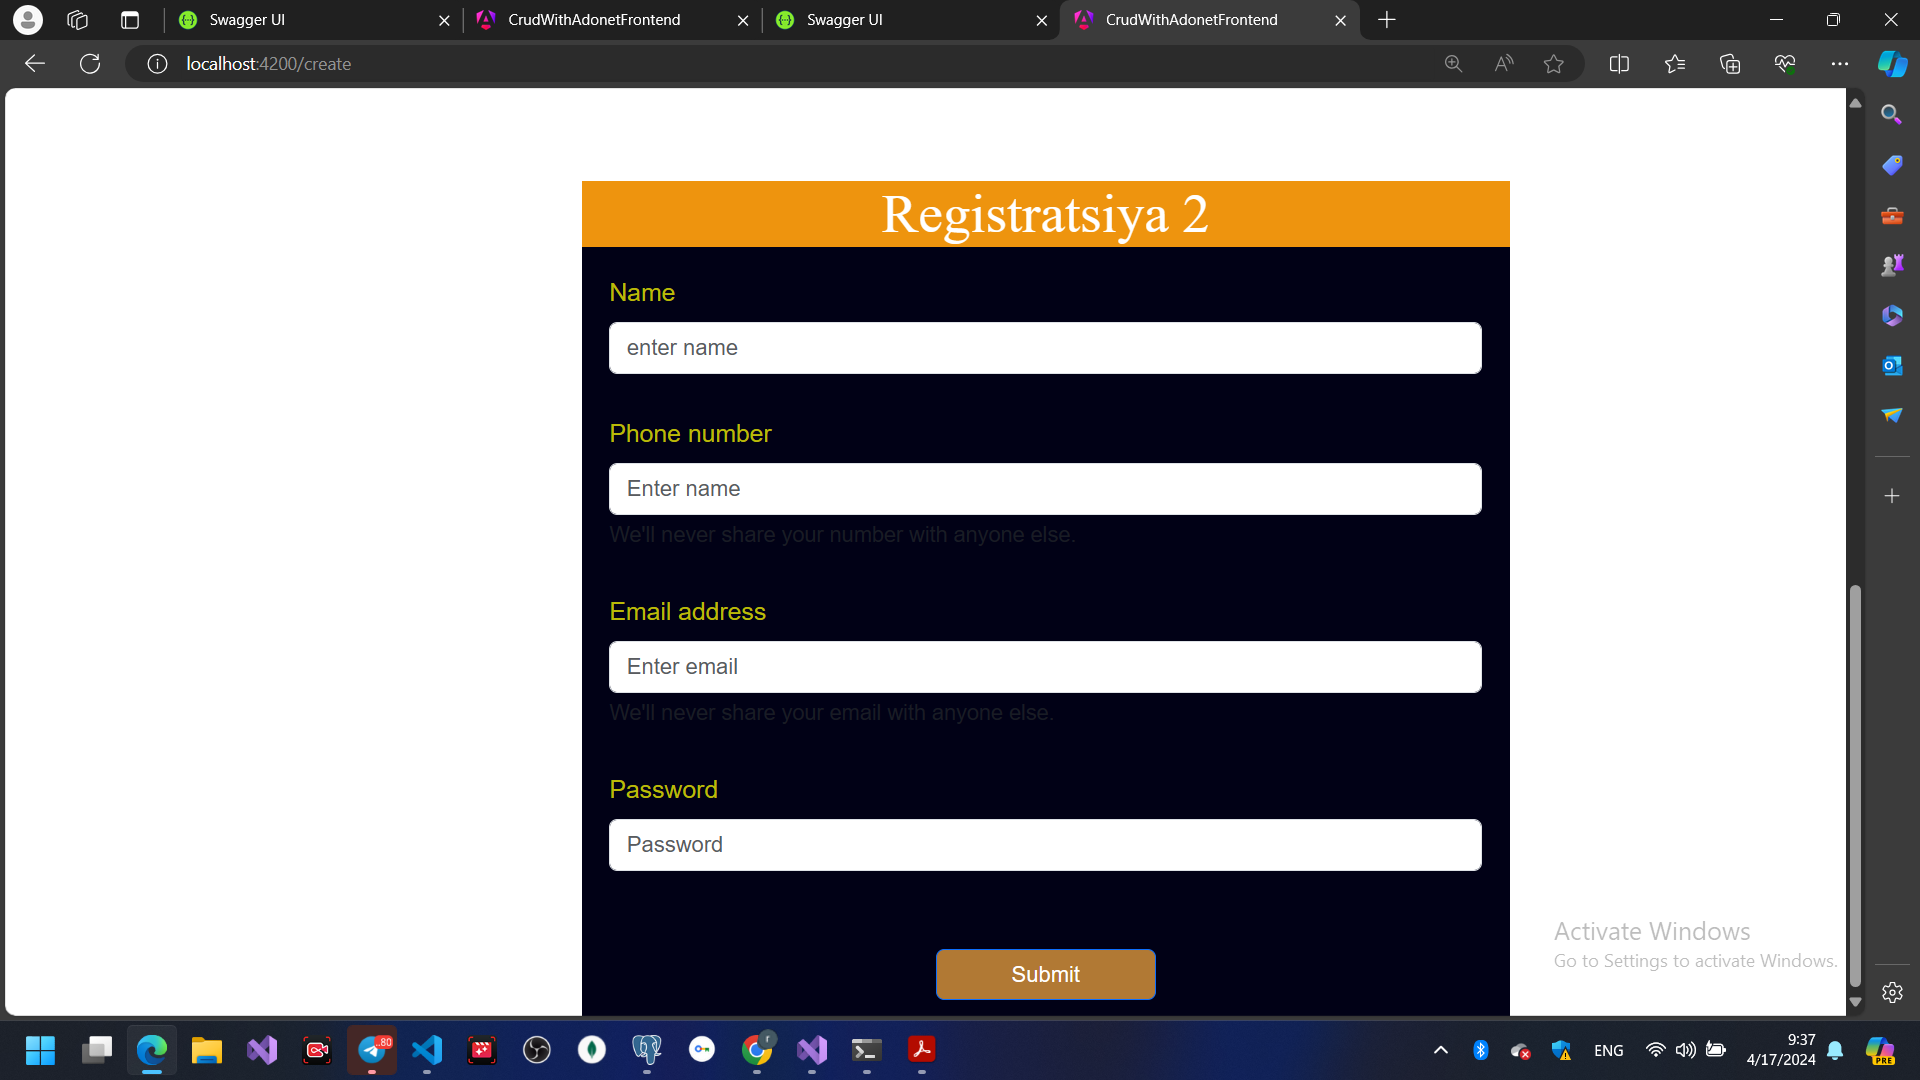 Swagger UI
CrudWithAdonetFrontend
Swagger UI
CrudWithAdonetFrontend
localhost:4200/create
Registratsiya 2
Name
enter name
Phone number
Enter name
We'll never share your number with anyone else.
Email address
Enter email
We'll never share your email with anyone else.
Password
Password
Submit
Activate Windows
Go to Settings to activate Windows.
.80
r
ENG
9:37
4/17/2024
PRE